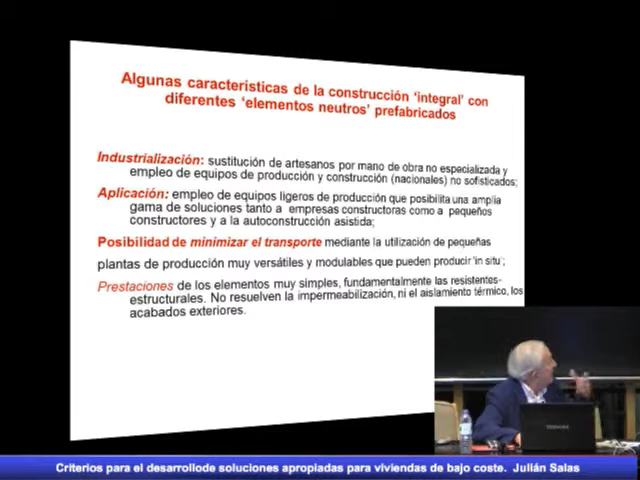 Algunas características de la construcción 'integral' con
diferentes 'elementos neutros' prefabricados
Industrialización: sustitución de artesanos por mano de obra no especializada y
empleo de equipos de producción y construcción (nacionales) no sofisticados;
Aplicación: empleo de equipos ligeros de producción que posibilita una amplia
gama de soluciones tanto a empresas constructoras como a pequeños
constructores y a la autoconstrucción asistida;
Posibilidad de minimizar el transporte mediante la utilización de pequeñas
plantas de producción muy versátiles y modulables que pueden producir 'in situ';
Prestaciones de los elementos muy simples, fundamentalmente las resistentes-
estructurales. No resuelven la impermeabilización, ni el aislamiento térmico, los
acabados exteriores.
TOSHIBA
Criterios para el desarrollode soluciones apropiadas para viviendas de bajo coste. Julián Salas